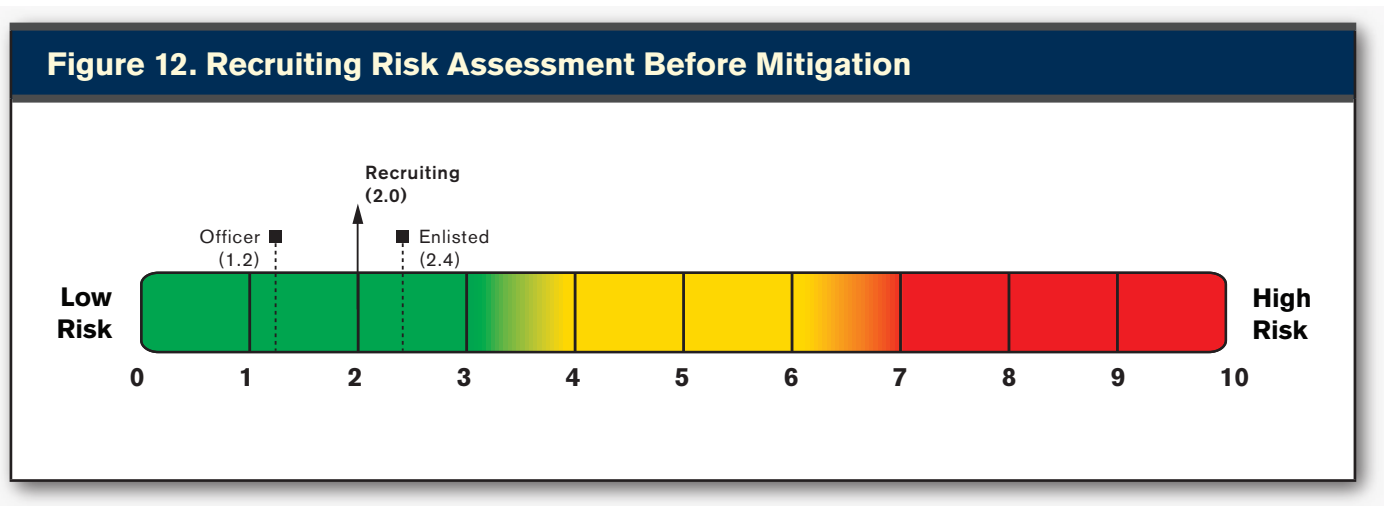 Figure 12. Recruiting Risk Assessment Before Mitigation
Recruiting
(2.0)
Officer
(1.2)
Enlisted
(2.4)
Low
Risk
High
Risk
0 1 2 3 4 5 6 7 8 9 10